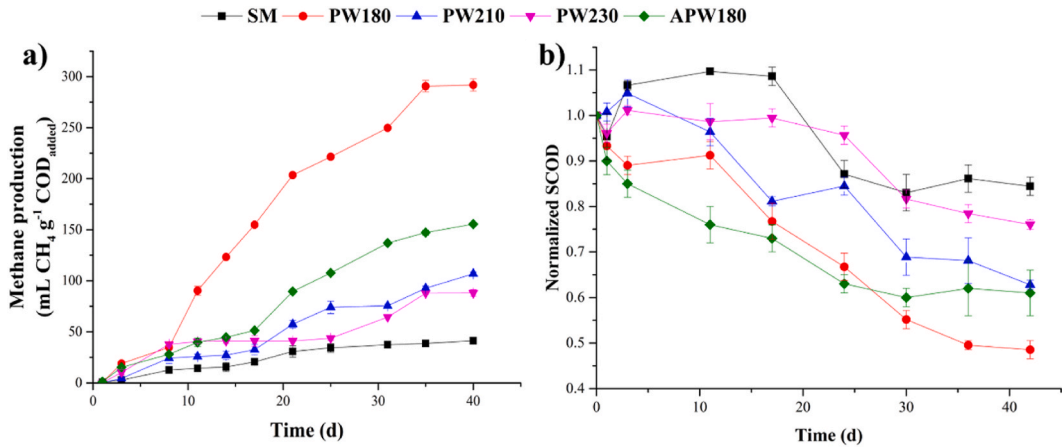 SM PW180 PW210 PW230 APW180
a)
Methane production
(mL CH₄ g⁻¹ COD_added)
300
250
200
150
100
50
0
0 10 20 30 40
Time (d)
b)
Normalized SCOD
1.1
1.0
0.9
0.8
0.7
0.6
0.5
0.4
0 10 20 30 40
Time (d)